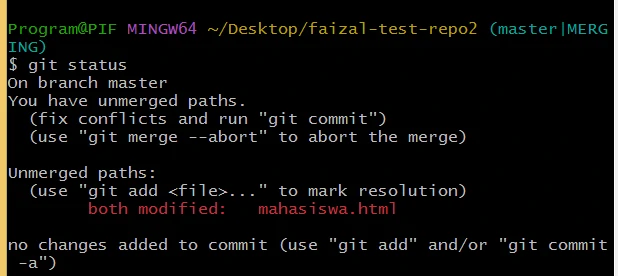 Program@PIF MINGW64 ~/Desktop/faizal-test-repo2 (master|MERG
ING)
$ git status
On branch master
You have unmerged paths.
  (fix conflicts and run "git commit")
  (use "git merge --abort" to abort the merge)

Unmerged paths:
  (use "git add <file>..." to mark resolution)
        both modified:   mahasiswa.html

no changes added to commit (use "git add" and/or "git commit
 -a")